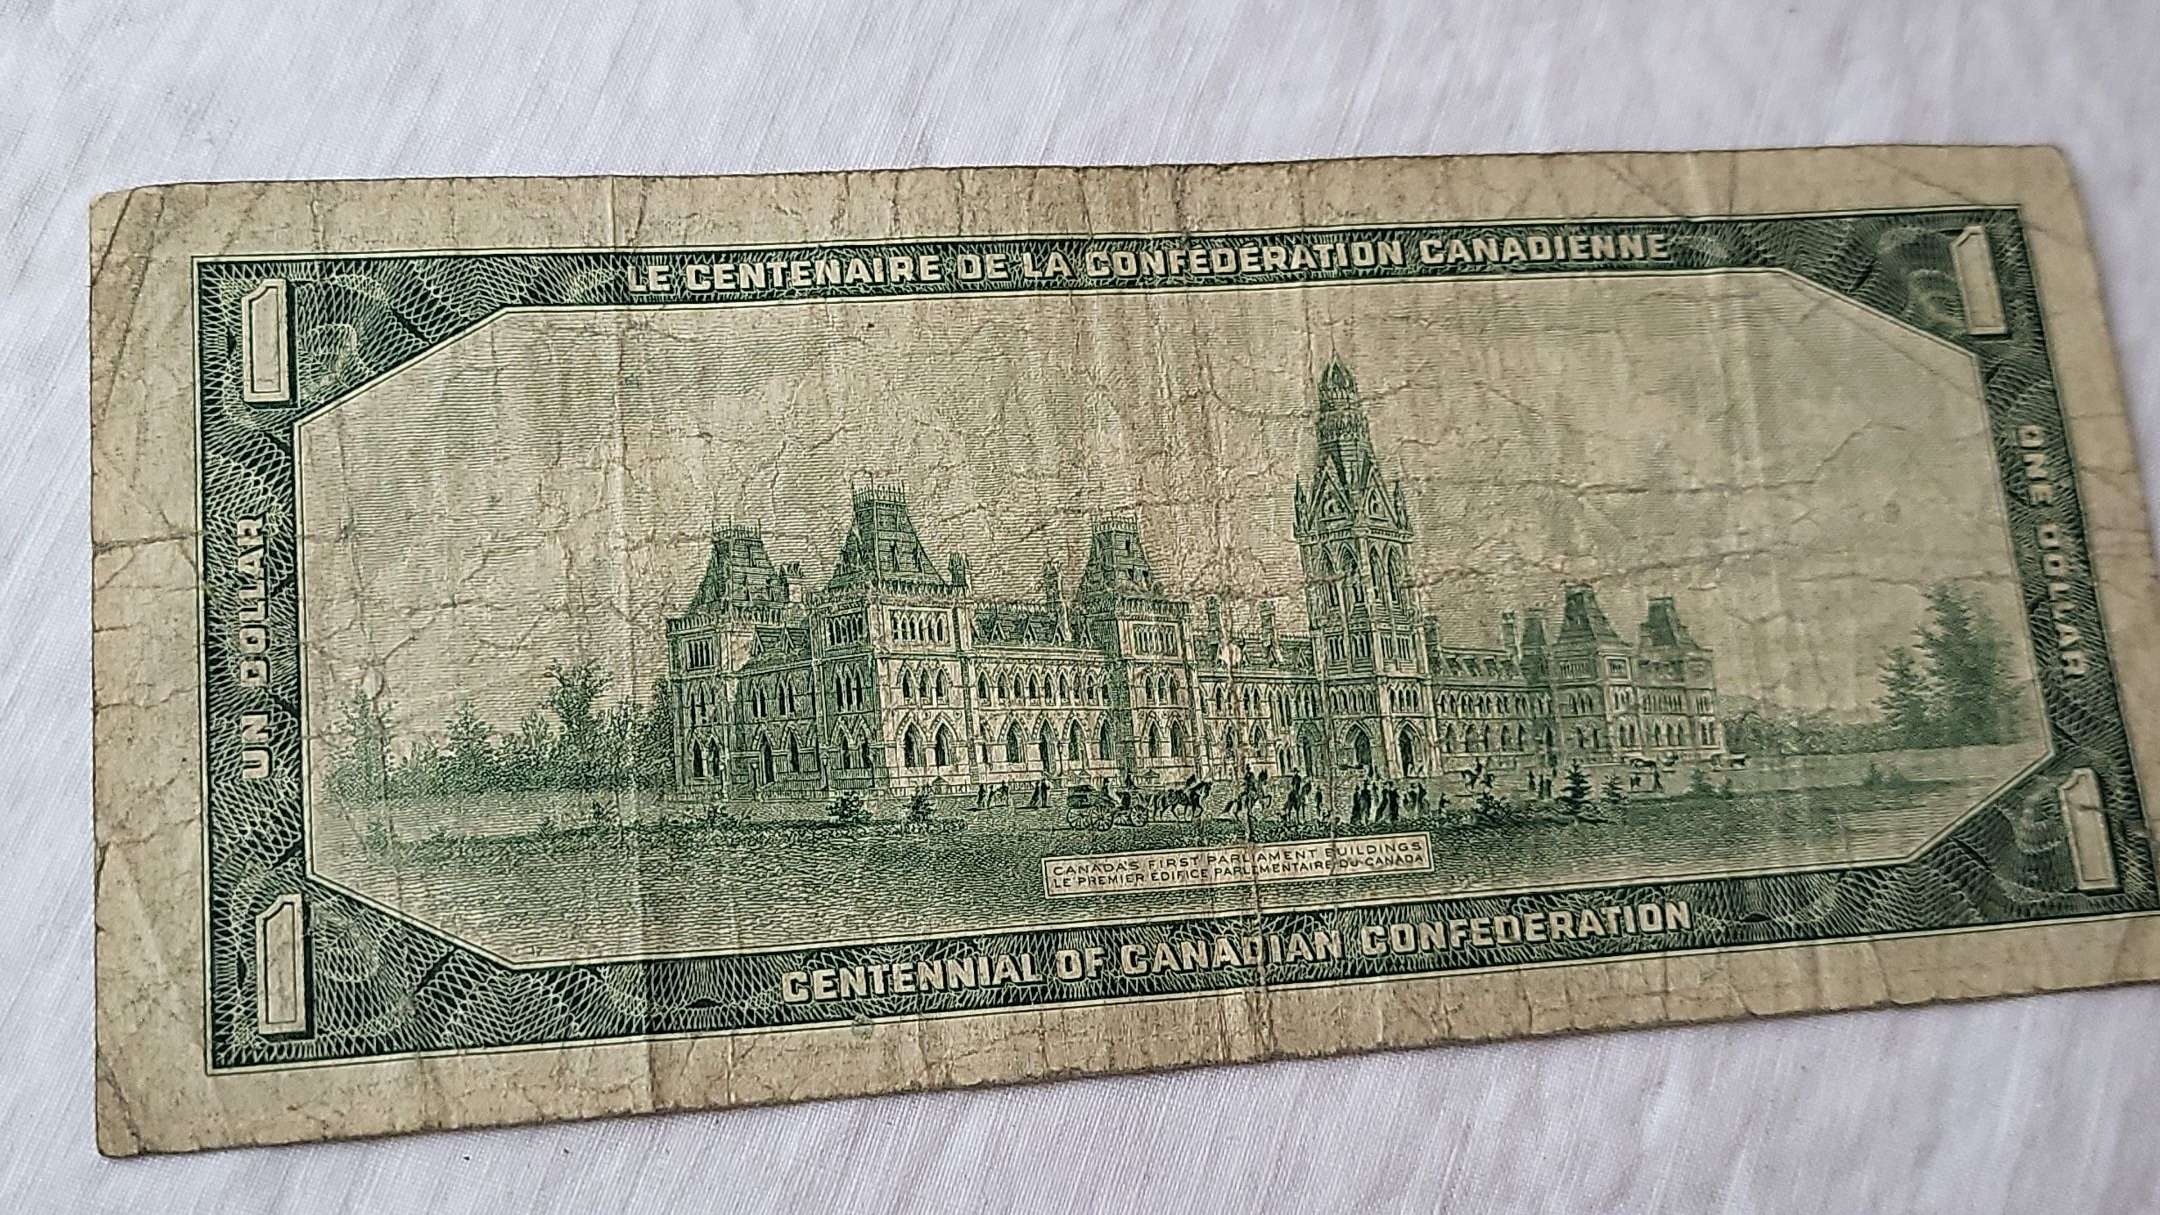 1 LE CENTENAIRE DE LA CONFÉDÉRATION CANADIENNE 1
UN DOLLAR
ONE DOLLAR
CANADA'S FIRST PARLIAMENT BUILDINGS
LE PREMIER ÉDIFICE PARLEMENTAIRE DU CANADA
1 CENTENNIAL OF CANADIAN CONFEDERATION 1